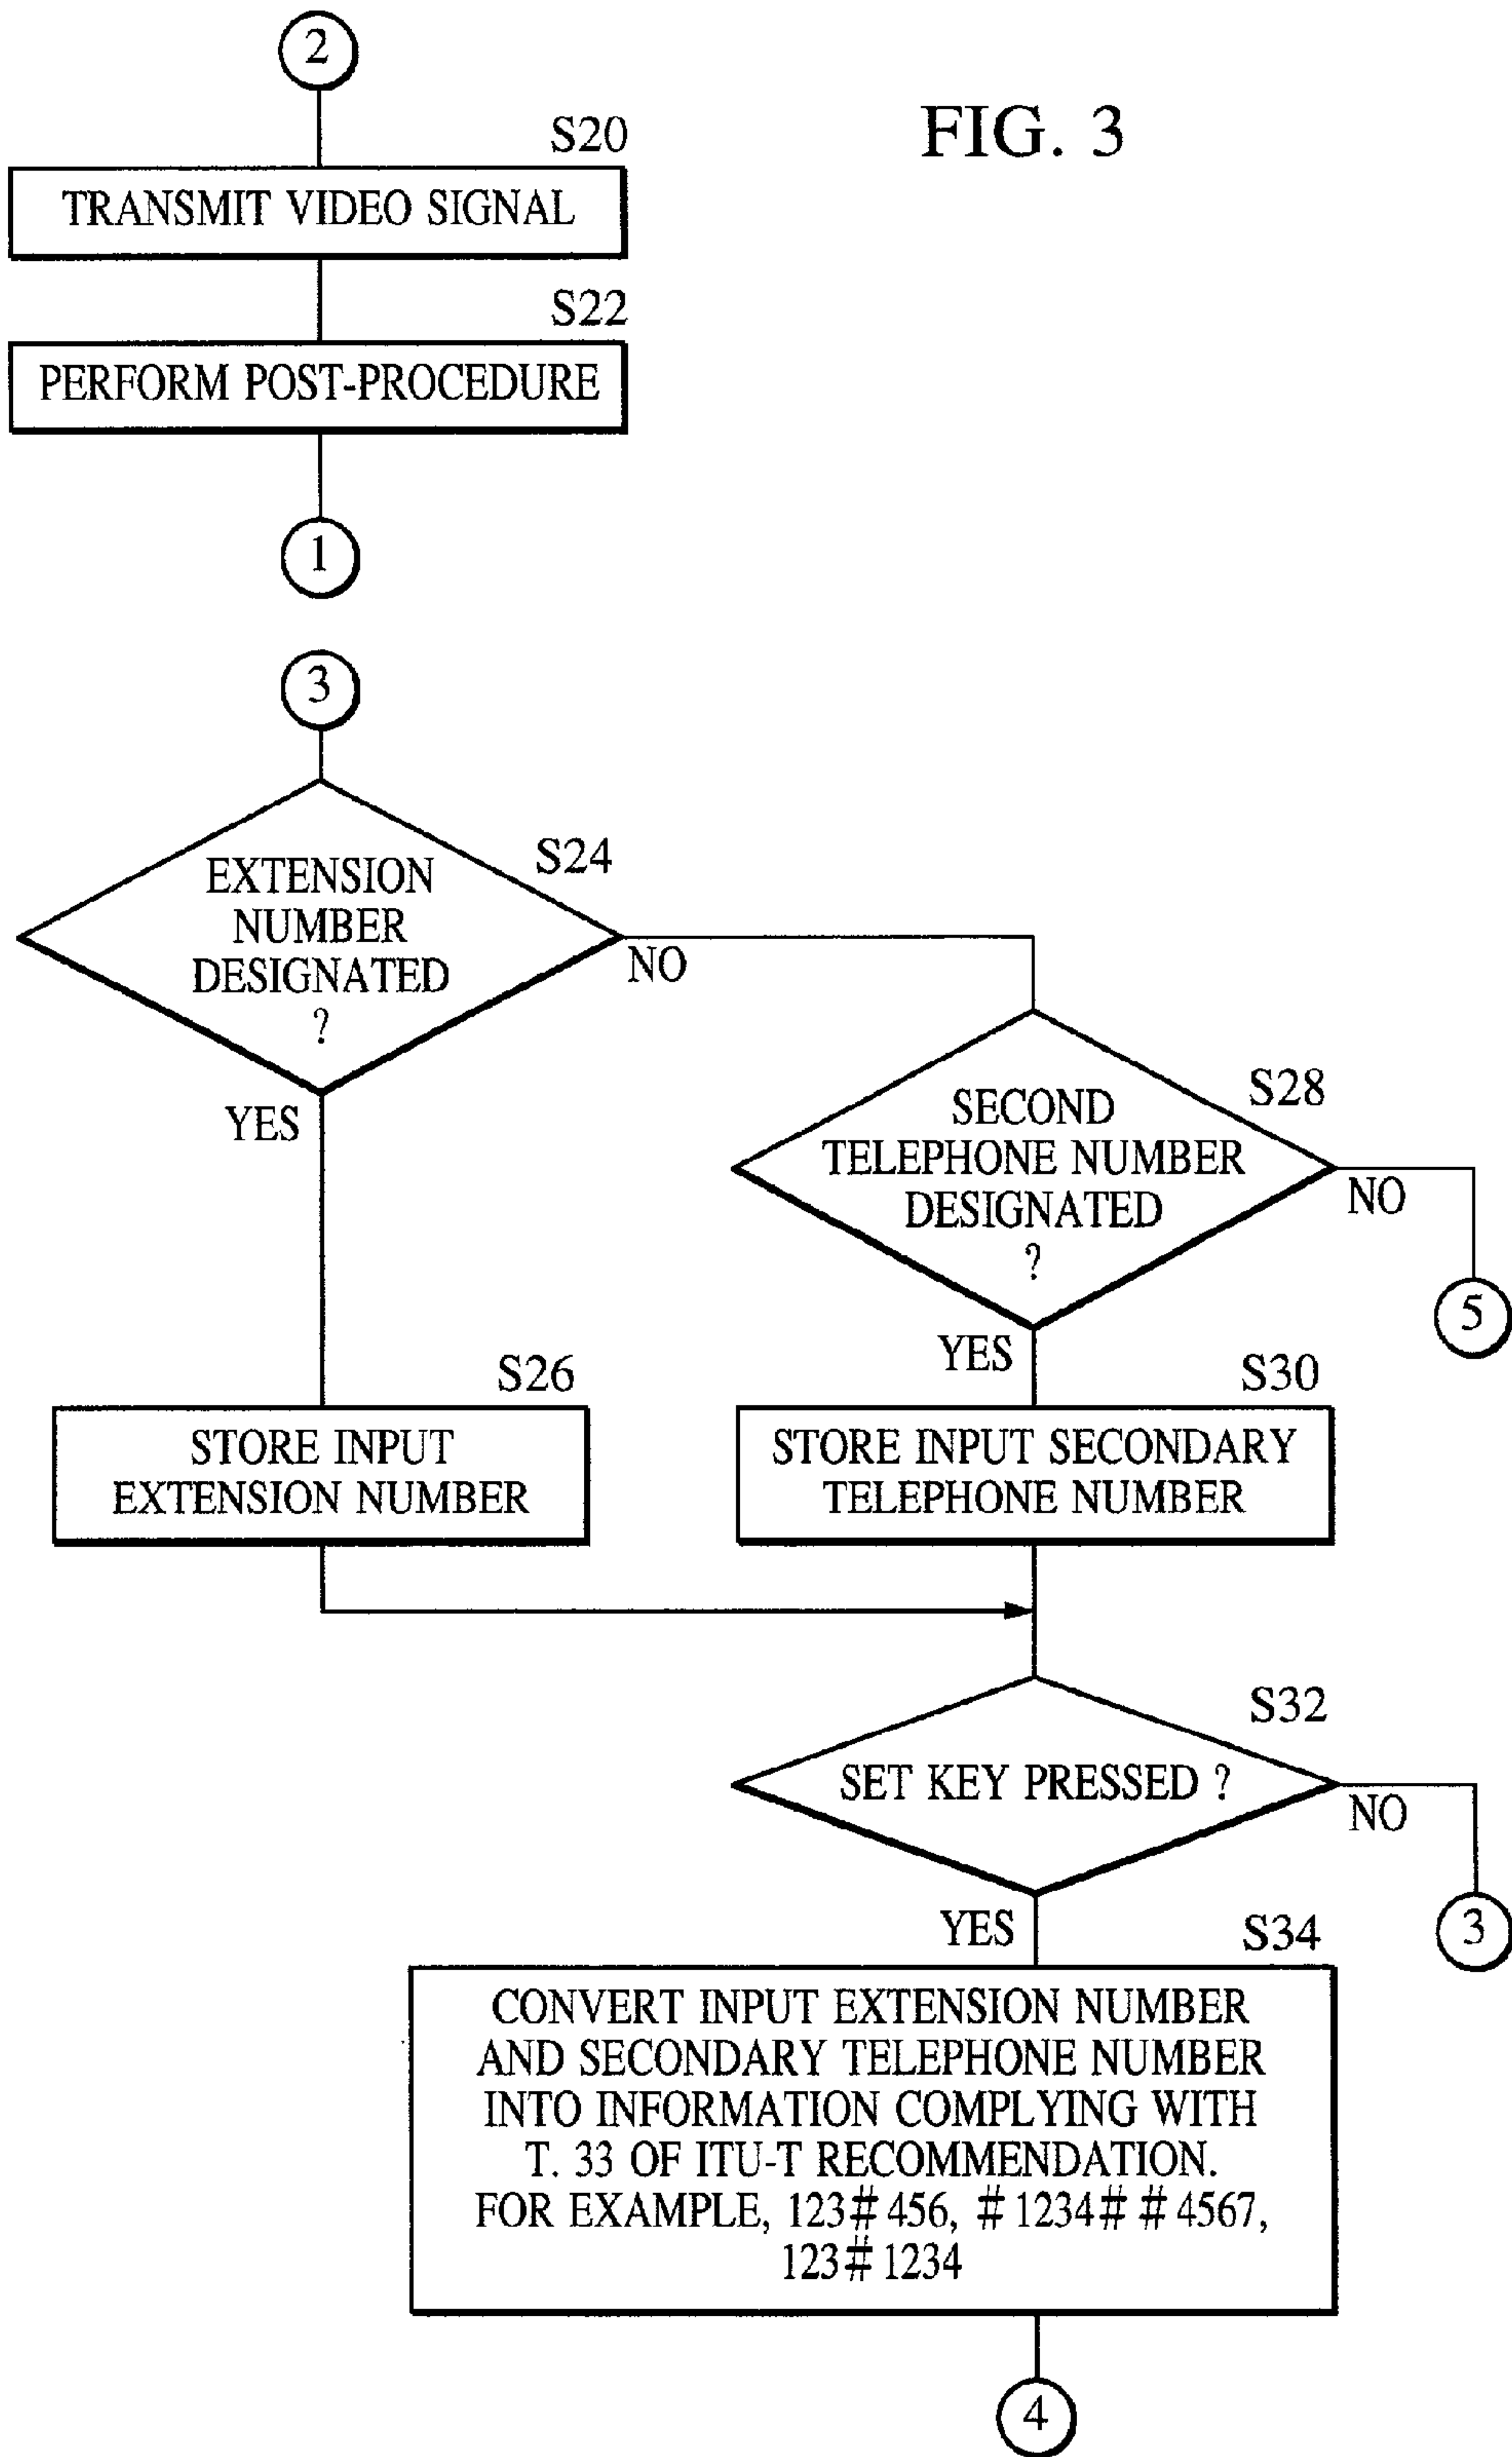 2
FIG. 3
S20
TRANSMIT VIDEO SIGNAL
S22
PERFORM POST-PROCEDURE
1
3
S24
EXTENSION
NUMBER
DESIGNATED
?
NO
YES
S28
SECOND
TELEPHONE NUMBER
DESIGNATED
?
NO
5
YES
S26
STORE INPUT
EXTENSION NUMBER
S30
STORE INPUT SECONDARY
TELEPHONE NUMBER
S32
SET KEY PRESSED ?
NO
3
YES
S34
CONVERT INPUT EXTENSION NUMBER
AND SECONDARY TELEPHONE NUMBER
INTO INFORMATION COMPLYING WITH
T. 33 OF ITU-T RECOMMENDATION.
FOR EXAMPLE, 123# 456, # 1234# # 4567,
123# 1234
4